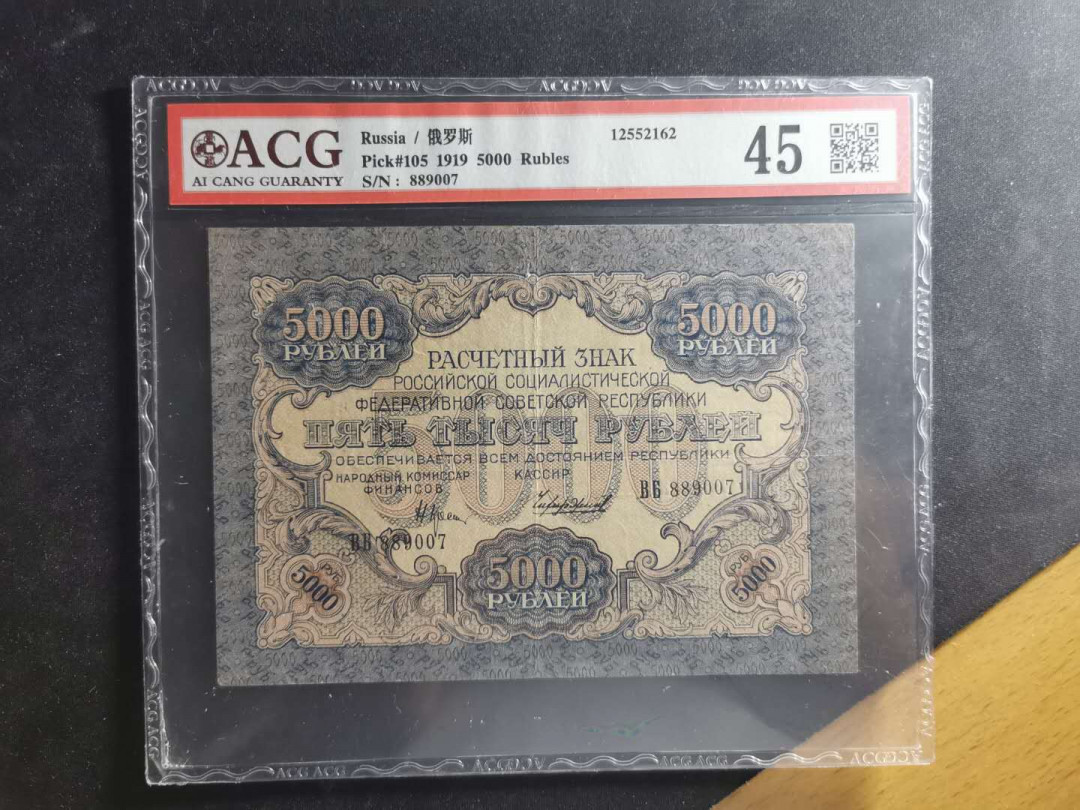 ACG
AI CANG GUARANTY
Russia / 俄罗斯
Pick#105 1919 5000 Rubles
S/N : 889007
12552162
45
5000
РУБЛЕЙ
5000
РУБЛЕЙ
РАСЧЕТНЫЙ ЗНАК
РОССИЙСКОЙ СОЦИАЛИСТИЧЕСКОЙ
ФЕДЕРАТИВНОЙ СОВЕТСКОЙ РЕСПУБЛИКИ
ПЯТЬ ТЫСЯЧ РУБЛЕЙ
ОБЕСПЕЧИВАЕТСЯ ВСЕМ ДОСТОЯНИЕМ РЕСПУБЛИКИ
НАРОДНЫЙ КОМИССАР
ФИНАНСОВ
КАССИР
ВБ 889007
ВБ 889007
5000
РУБ.
5000
РУБЛЕЙ
РУБ.
5000